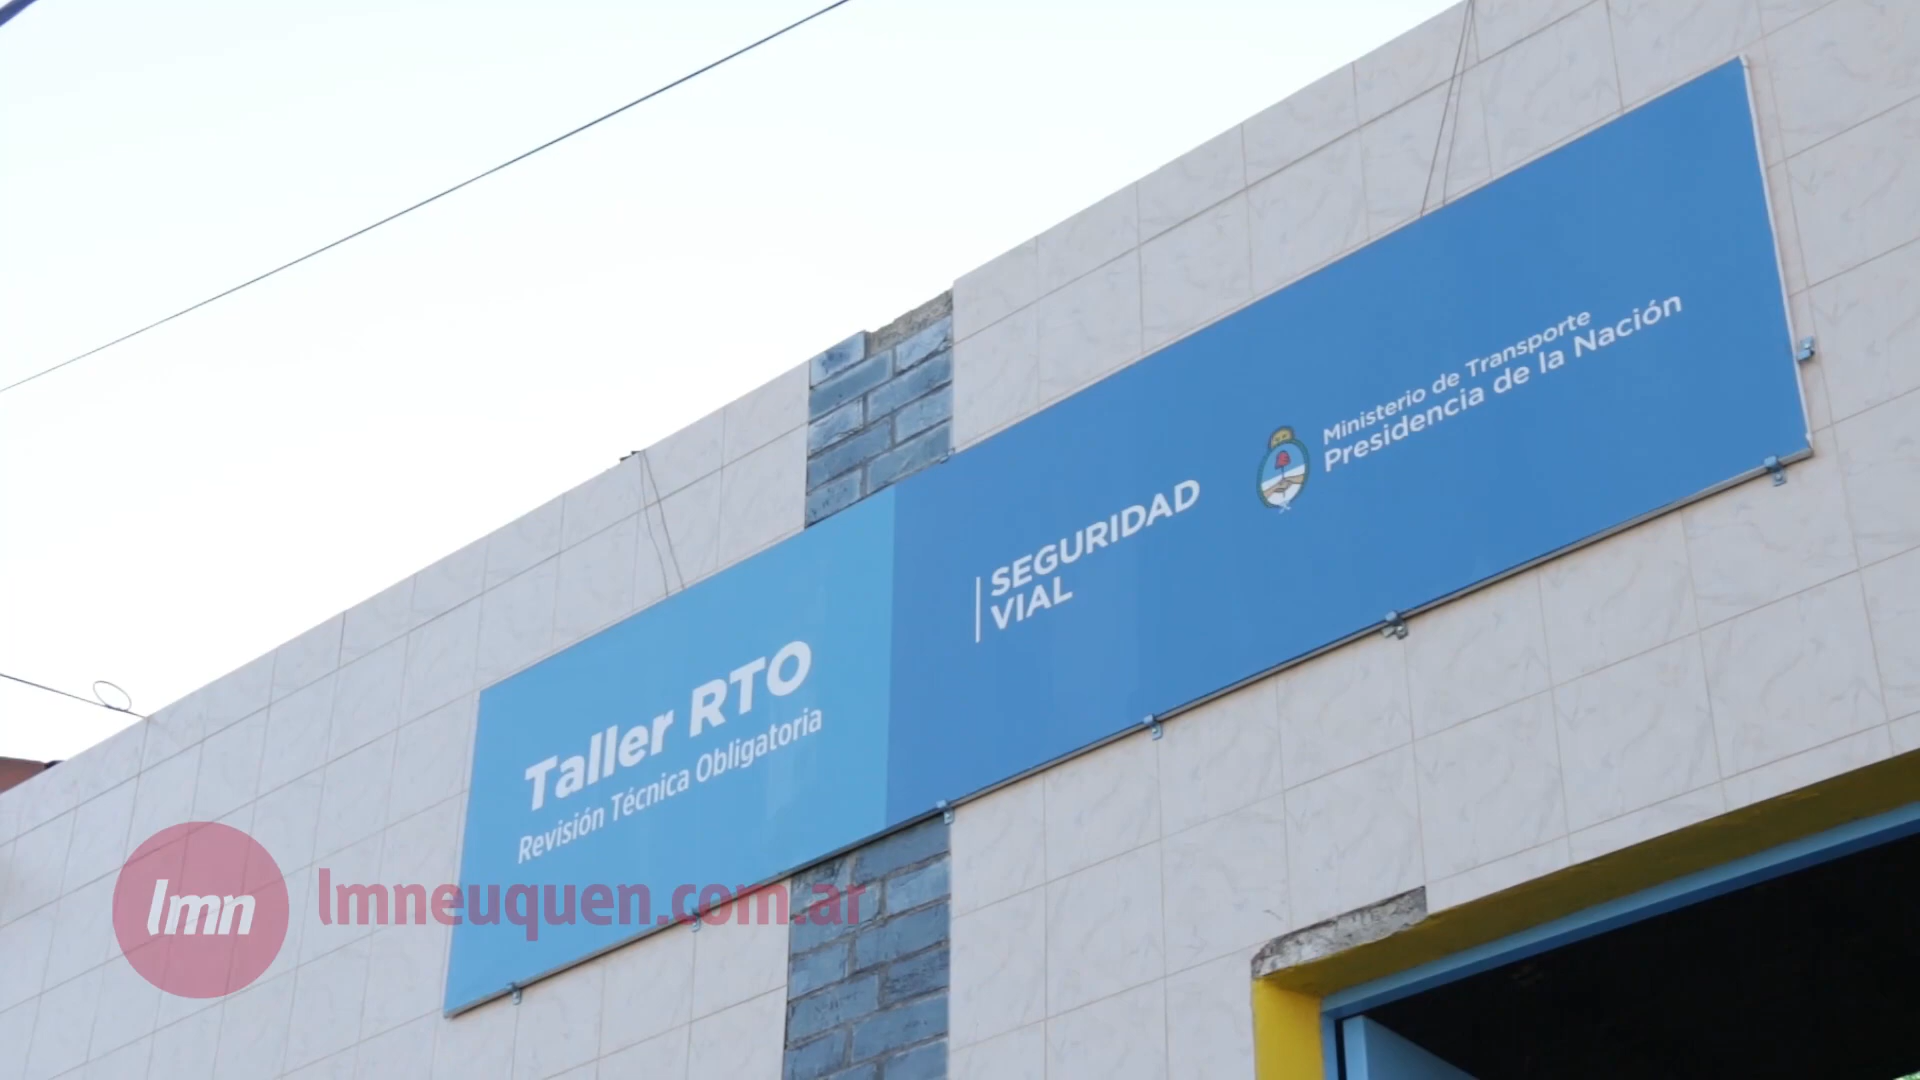 Taller RTO
Revisión Técnica Obligatoria
SEGURIDAD
VIAL
Ministerio de Transporte
Presidencia de la Nación
lmn
lmneuquen.com.ar